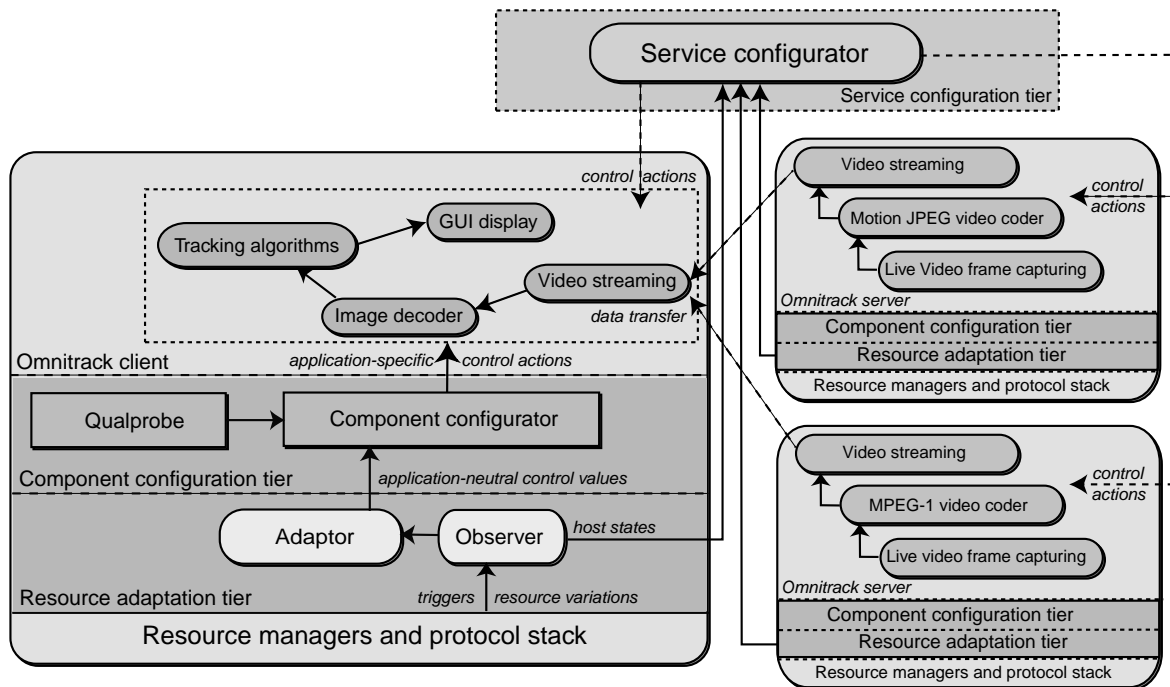 Service configurator
Service configuration tier
control actions
GUI display
Tracking algorithms
Video streaming
Image decoder
data transfer
Omnitrack client
application-specific control actions
Qualprobe
Component configurator
Component configuration tier
application-neutral control values
Adaptor
Observer
host states
Resource adaptation tier
triggers resource variations
Resource managers and protocol stack
Video streaming
control
actions
Motion JPEG video coder
Live Video frame capturing
Omnitrack server
Component configuration tier
Resource adaptation tier
Resource managers and protocol stack
Video streaming
control
actions
MPEG-1 video coder
Live video frame capturing
Omnitrack server
Component configuration tier
Resource adaptation tier
Resource managers and protocol stack